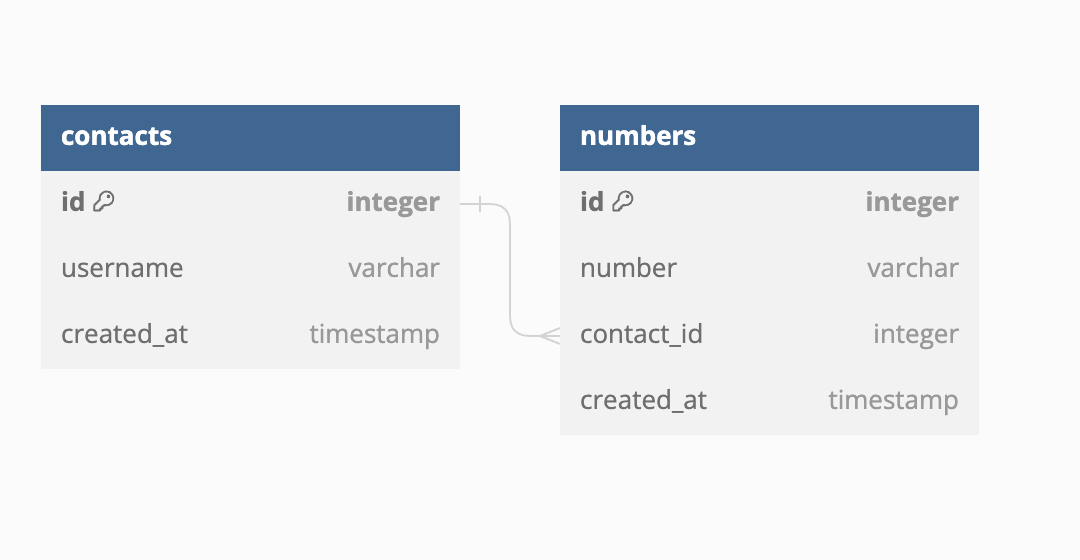 contacts
id integer
username varchar
created_at timestamp
numbers
id integer
number varchar
contact_id integer
created_at timestamp